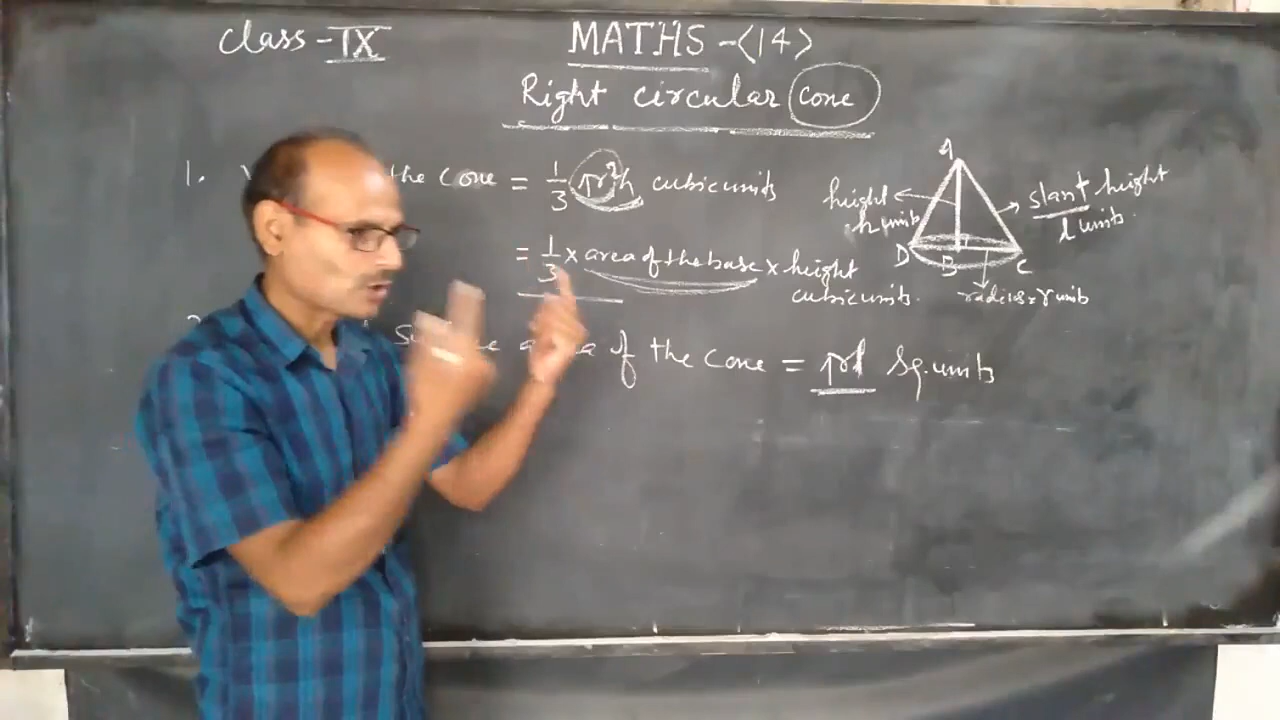 class-IX
MATHS -<14>
Right circular cone
1. the cone = 1/3 πr²h cubic units
= 1/3 × area of the base × height
cubic units.
of the cone = πrl sq.units
A
height
h units
slant height
l units.
D B C
radius = r unit